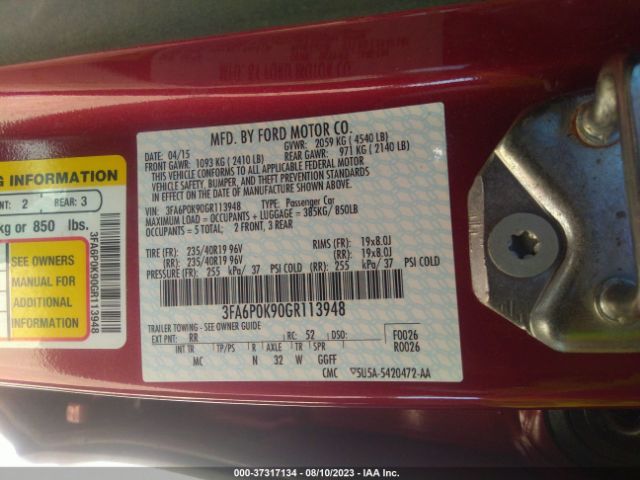 MFD. BY FORD MOTOR CO.
DATE: 04/15 GVWR: 2059 KG ( 4540 LB)
FRONT GAWR: 1093 KG ( 2410 LB) REAR GAWR: 971 KG ( 2140 LB)
THIS VEHICLE CONFORMS TO ALL APPLICABLE FEDERAL MOTOR
VEHICLE SAFETY, BUMPER, AND THEFT PREVENTION STANDARDS
IN EFFECT ON THE DATE OF MANUFACTURE SHOWN ABOVE.
VIN: 3FA6P0K90GR113948 TYPE: Passenger Car
MAXIMUM LOAD = OCCUPANTS + LUGGAGE = 385KG/ 850LB
OCCUPANTS = 5 TOTAL: 2 FRONT, 3 REAR
TIRE (FR): 235/40R19 96V RIMS (FR): 19x8.0J
(RR): 235/40R19 96V (RR): 19x8.0J
PRESSURE (FR): 255 kPa/ 37 PSI COLD (RR): 255 kPa/ 37 PSI COLD
3FA6P0K90GR113948
TRAILER TOWING - SEE OWNER GUIDE
EXT PNT: RR RC: 52 DSO: F0026
R0026
INT TR TP/PS R AXLE TR SPR
MC N 32 W GGFF
CMC 5U5A-5420472-AA
G INFORMATION
NT: 2 REAR: 3
kg or 850 lbs.
SEE OWNERS
MANUAL FOR
ADDITIONAL
INFORMATION
3FA6P0K90GR113948
000-37317134 - 08/10/2023 - IAA Inc.